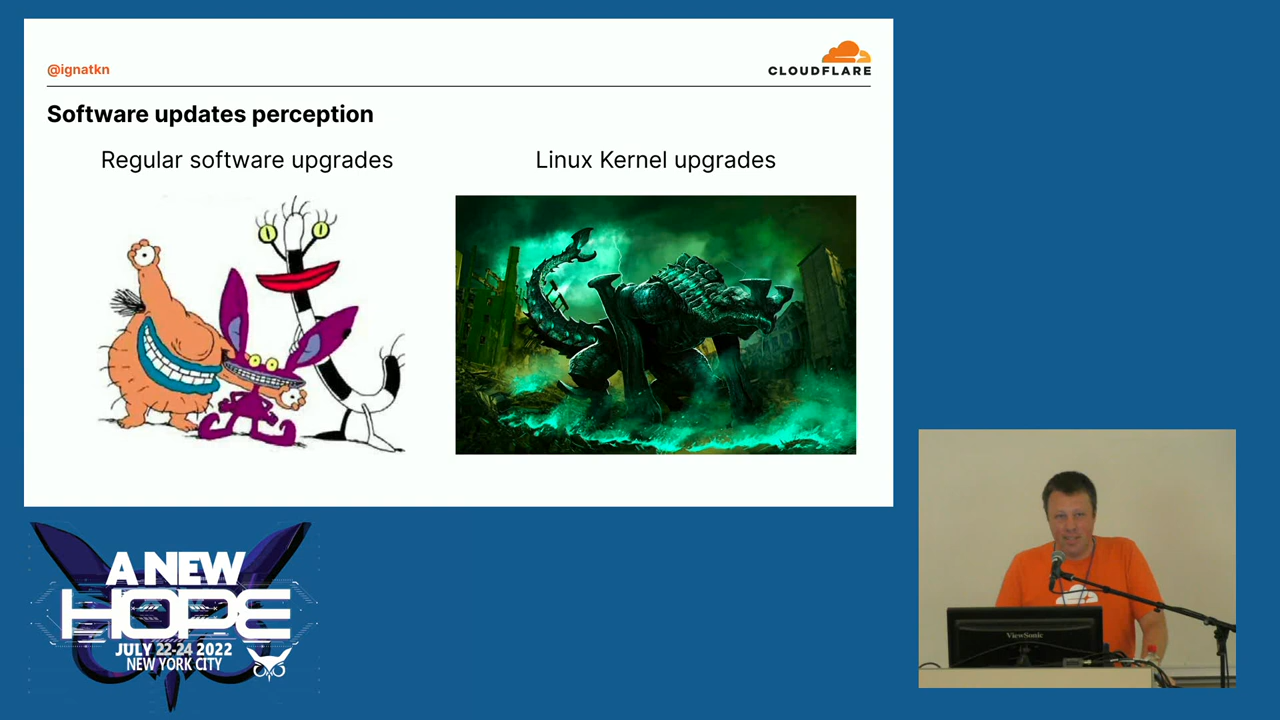 @ignatkn
CLOUDFLARE
Software updates perception
Regular software upgrades
Linux Kernel upgrades
A NEW
HOPE
JULY 22-24 2022
NEW YORK CITY
ViewSonic